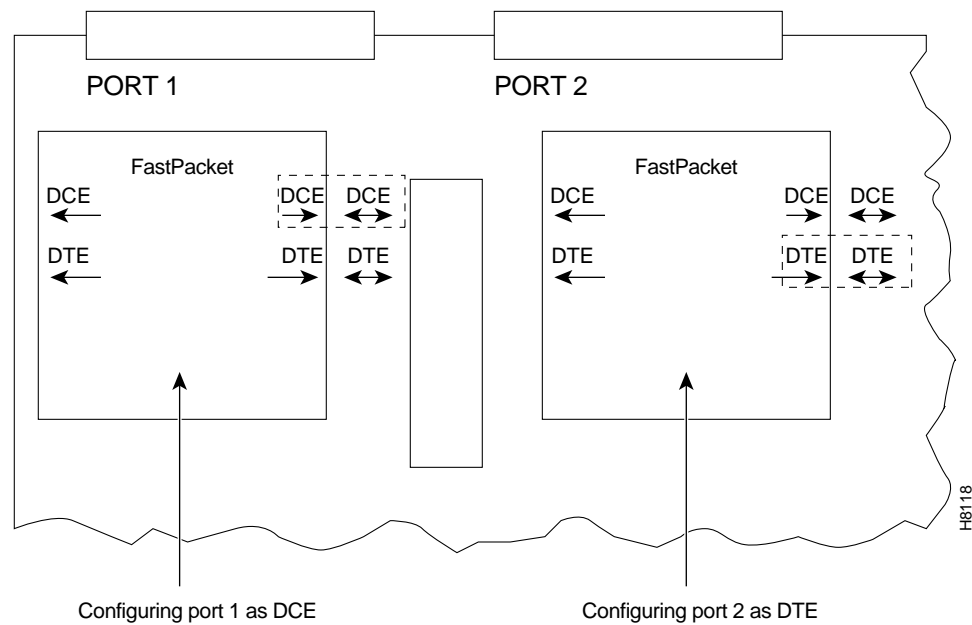 PORT 1 PORT 2
FastPacket FastPacket
DCE DCE DCE DCE DCE DCE
DTE DTE DTE DTE DTE DTE
H8118
Configuring port 1 as DCE Configuring port 2 as DTE